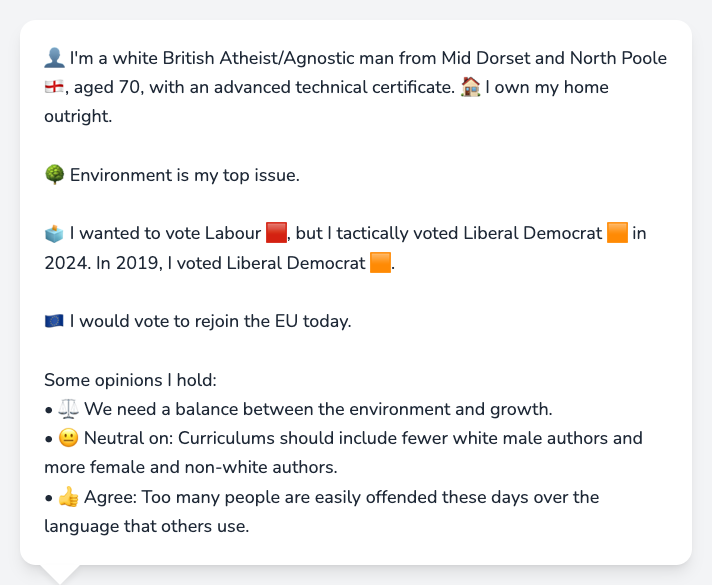 👤 I'm a white British Atheist/Agnostic man from Mid Dorset and North Poole
🏴󠁧󠁢󠁥󠁮󠁧󠁿, aged 70, with an advanced technical certificate. 🏠 I own my home
outright.
🌳 Environment is my top issue.
🗳️ I wanted to vote Labour 🟥, but I tactically voted Liberal Democrat 🟧 in
2024. In 2019, I voted Liberal Democrat 🟧.
🇪🇺 I would vote to rejoin the EU today.
Some opinions I hold:
• ⚖️ We need a balance between the environment and growth.
• 😐 Neutral on: Curriculums should include fewer white male authors and
more female and non-white authors.
• 👍 Agree: Too many people are easily offended these days over the
language that others use.